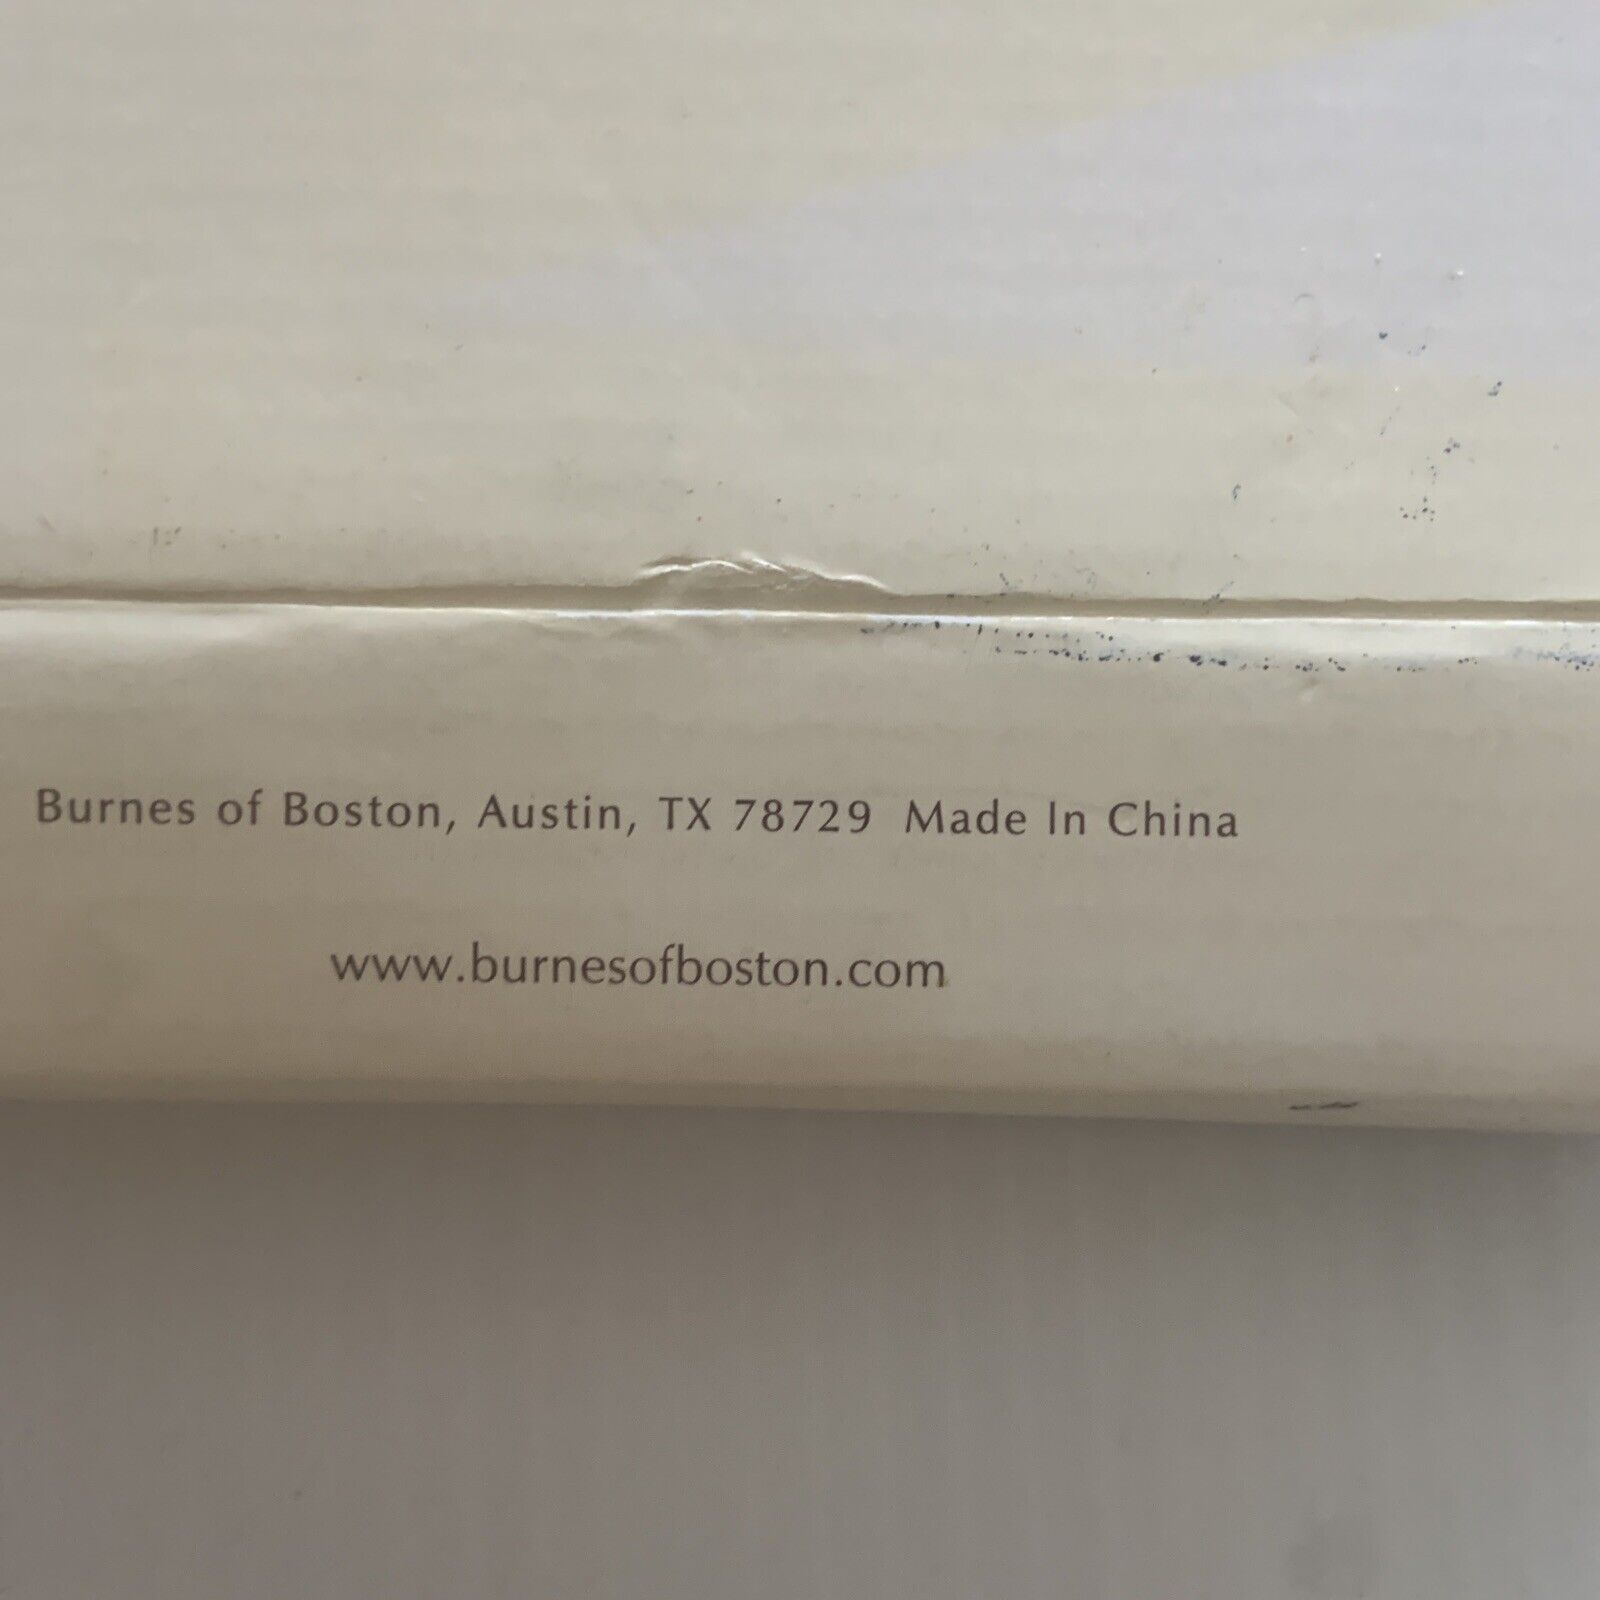 Burnes of Boston, Austin, TX 78729 Made In China
www.burnesofboston.com